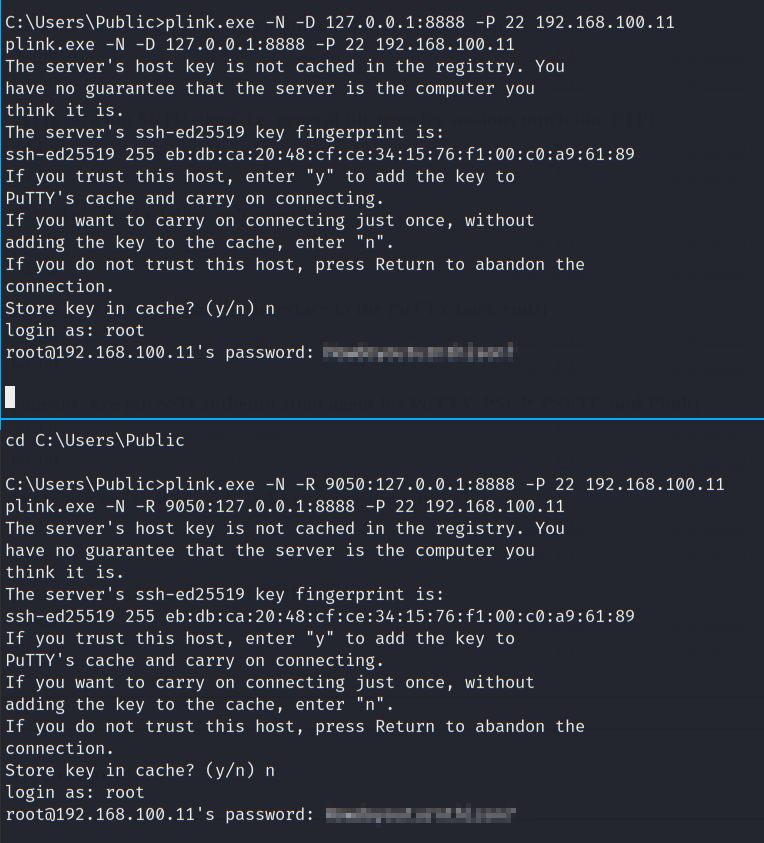 C:\Users\Public>plink.exe -N -D 127.0.0.1:8888 -P 22 192.168.100.11
plink.exe -N -D 127.0.0.1:8888 -P 22 192.168.100.11
The server's host key is not cached in the registry. You
have no guarantee that the server is the computer you
think it is.
The server's ssh-ed25519 key fingerprint is:
ssh-ed25519 255 eb:db:ca:20:48:cf:ce:34:15:76:f1:00:c0:a9:61:89
If you trust this host, enter "y" to add the key to
PuTTY's cache and carry on connecting.
If you want to carry on connecting just once, without
adding the key to the cache, enter "n".
If you do not trust this host, press Return to abandon the
connection.
Store key in cache? (y/n) n
login as: root
root@192.168.100.11's password:
cd C:\Users\Public
C:\Users\Public>plink.exe -N -R 9050:127.0.0.1:8888 -P 22 192.168.100.11
plink.exe -N -R 9050:127.0.0.1:8888 -P 22 192.168.100.11
The server's host key is not cached in the registry. You
have no guarantee that the server is the computer you
think it is.
The server's ssh-ed25519 key fingerprint is:
ssh-ed25519 255 eb:db:ca:20:48:cf:ce:34:15:76:f1:00:c0:a9:61:89
If you trust this host, enter "y" to add the key to
PuTTY's cache and carry on connecting.
If you want to carry on connecting just once, without
adding the key to the cache, enter "n".
If you do not trust this host, press Return to abandon the
connection.
Store key in cache? (y/n) n
login as: root
root@192.168.100.11's password: